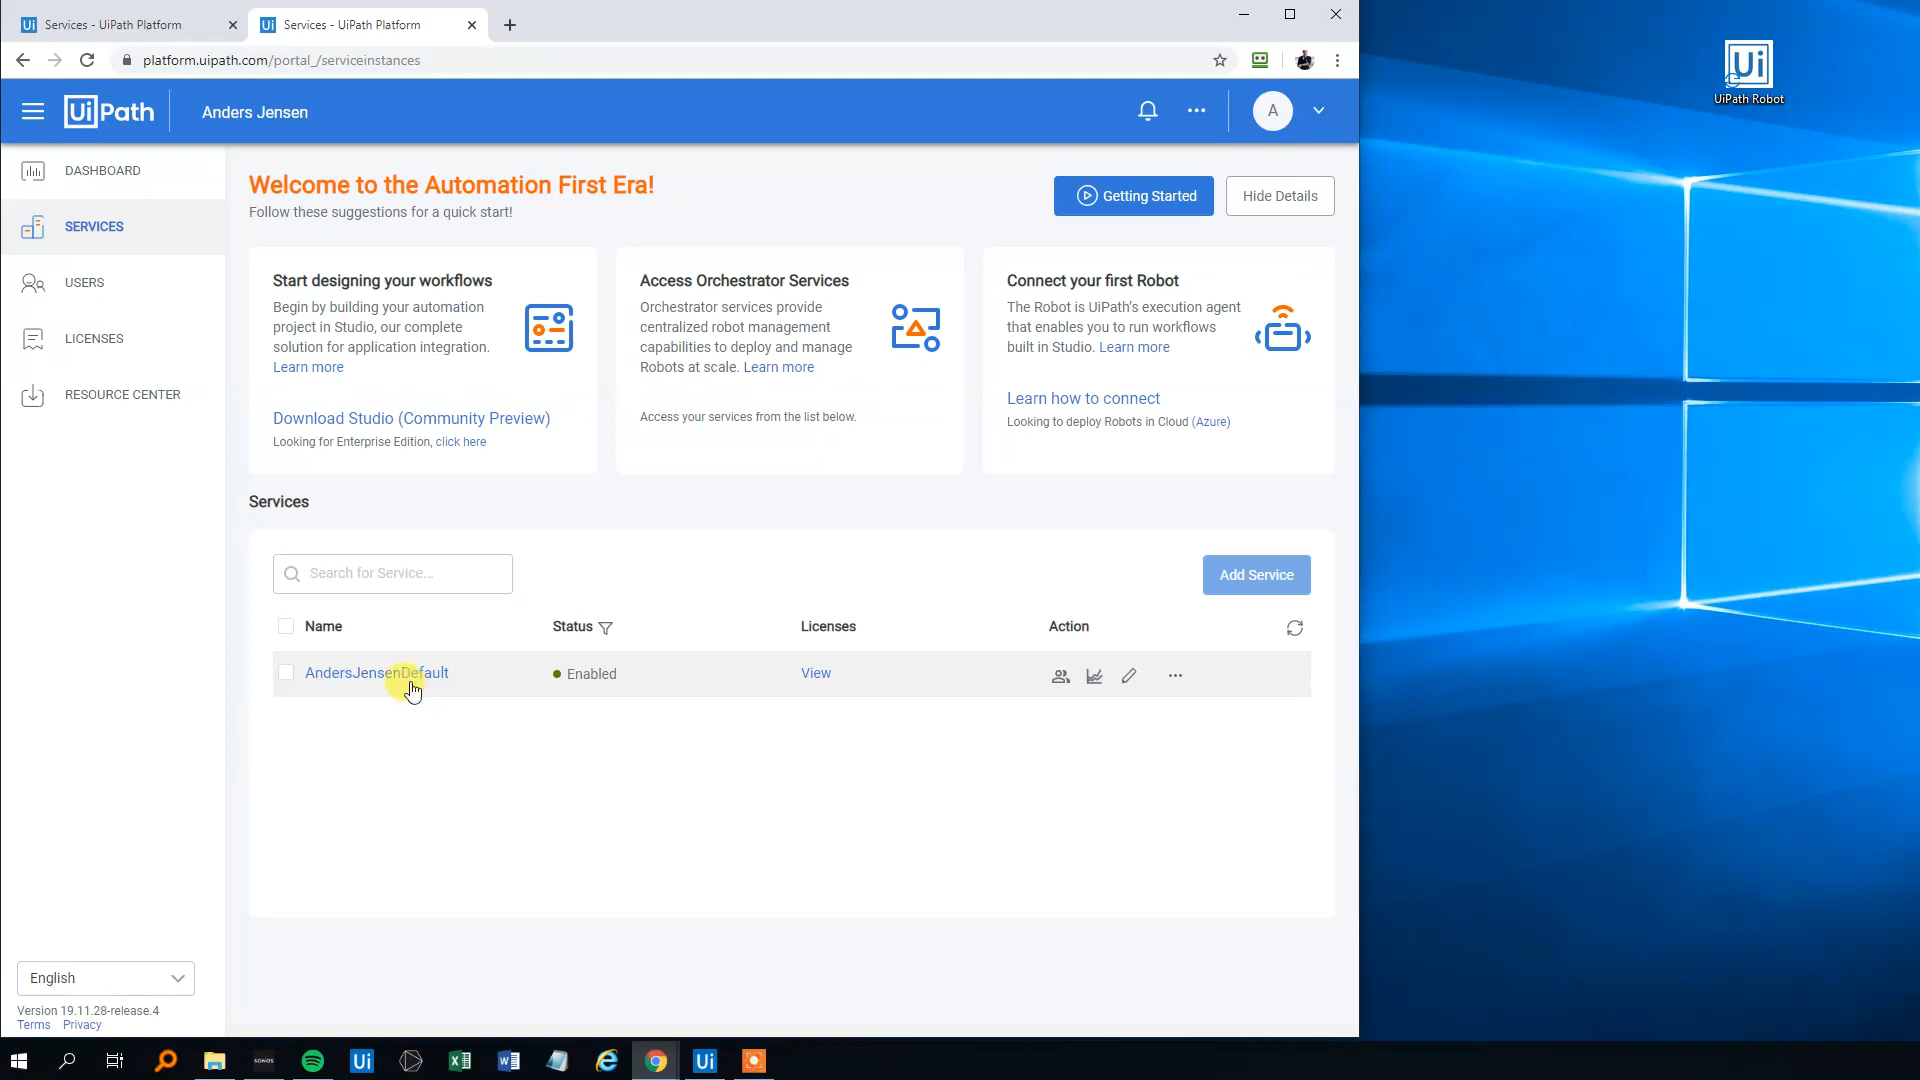 Services - UiPath Platform
Services - UiPath Platform
platform.uipath.com/portal_/serviceinstances
UiPath
Anders Jensen
A
Ui
UiPath Robot
DASHBOARD
SERVICES
USERS
LICENSES
RESOURCE CENTER
Welcome to the Automation First Era!
Follow these suggestions for a quick start!
Getting Started
Hide Details
Start designing your workflows
Begin by building your automation
project in Studio, our complete
solution for application integration.
Learn more
Download Studio (Community Preview)
Looking for Enterprise Edition, click here
Access Orchestrator Services
Orchestrator services provide
centralized robot management
capabilities to deploy and manage
Robots at scale. Learn more
Access your services from the list below.
Connect your first Robot
The Robot is UiPath's execution agent
that enables you to run workflows
built in Studio. Learn more
Learn how to connect
Looking to deploy Robots in Cloud (Azure)
Services
Search for Service...
Add Service
Name Status Licenses Action
AndersJensenDefault Enabled View
English
Version 19.11.28-release.4
Terms Privacy
SONOS
Ui
Ui